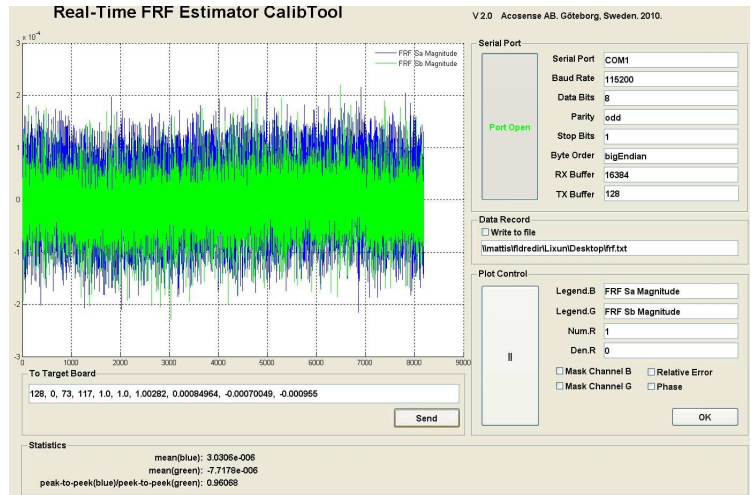 Real-Time FRF Estimator CalibTool
V 2.0 Acosense AB. Göteborg, Sweden. 2010.
x 10^-4
FRF Sa Magnitude
FRF Sb Magnitude
3
2
1
0
-1
-2
-3
0 1000 2000 3000 4000 5000 6000 7000 8000 9000
Serial Port
Port Open
Serial Port COM1
Baud Rate 115200
Data Bits 8
Parity odd
Stop Bits 1
Byte Order bigEndian
RX Buffer 16384
TX Buffer 128
Data Record
Write to file
\\mattis\fldredir\Lixun\Desktop\frf.txt
Plot Control
||
Legend.B FRF Sa Magnitude
Legend.G FRF Sb Magnitude
Num.R 1
Den.R 0
Mask Channel B Relative Error
Mask Channel G Phase
OK
To Target Board
128, 0, 73, 117, 1.0, 1.0, 1.00282, 0.00084964, -0.00070049, -0.000955
Send
Statistics
mean(blue): 3.0306e-006
mean(green): -7.7178e-006
peak-to-peek(blue)/peek-to-peek(green): 0.96068